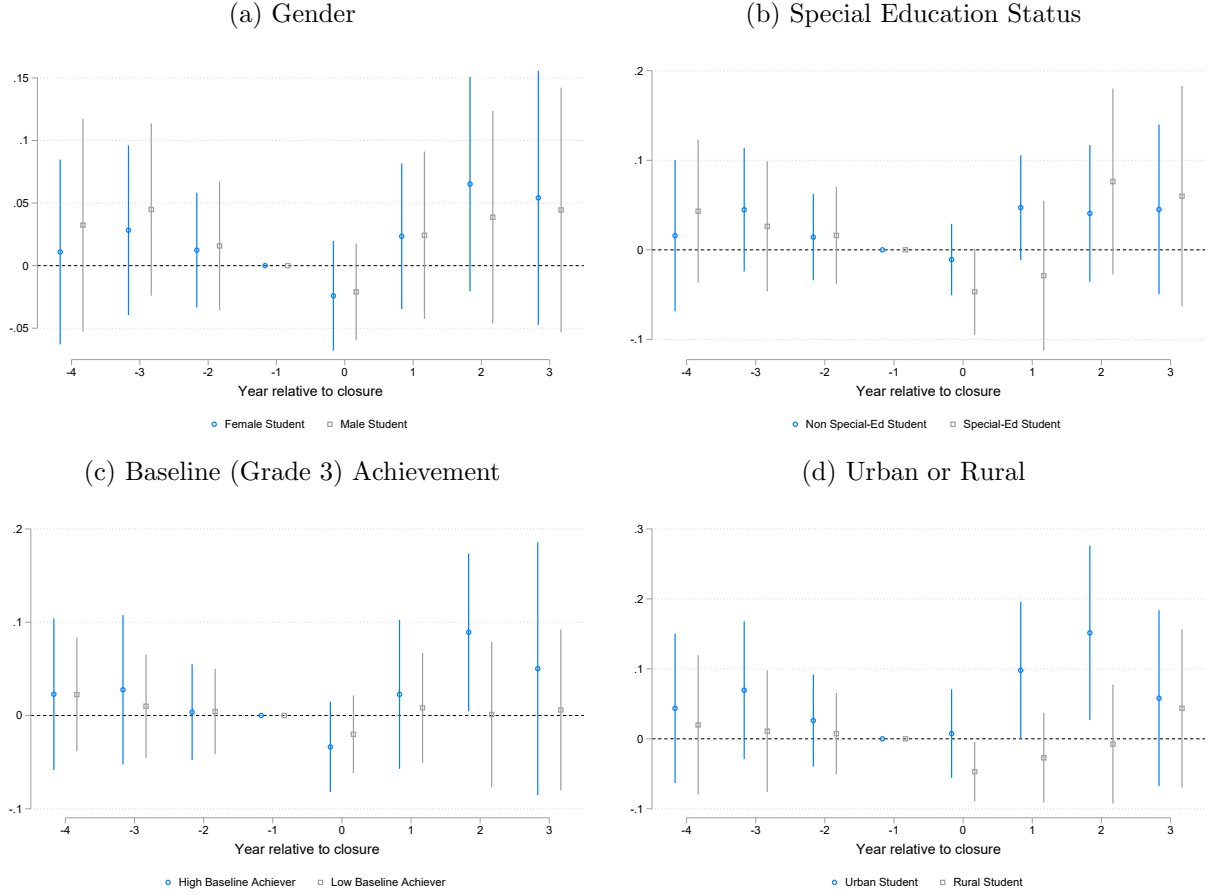 (a) Gender
.15
.1
.05
0
-.05
-4 -3 -2 -1 0 1 2 3
Year relative to closure
Female Student Male Student
(b) Special Education Status
.2
.1
0
-.1
-4 -3 -2 -1 0 1 2 3
Year relative to closure
Non Special-Ed Student Special-Ed Student
(c) Baseline (Grade 3) Achievement
.2
.1
0
-.1
-4 -3 -2 -1 0 1 2 3
Year relative to closure
High Baseline Achiever Low Baseline Achiever
(d) Urban or Rural
.3
.2
.1
0
-.1
-4 -3 -2 -1 0 1 2 3
Year relative to closure
Urban Student Rural Student